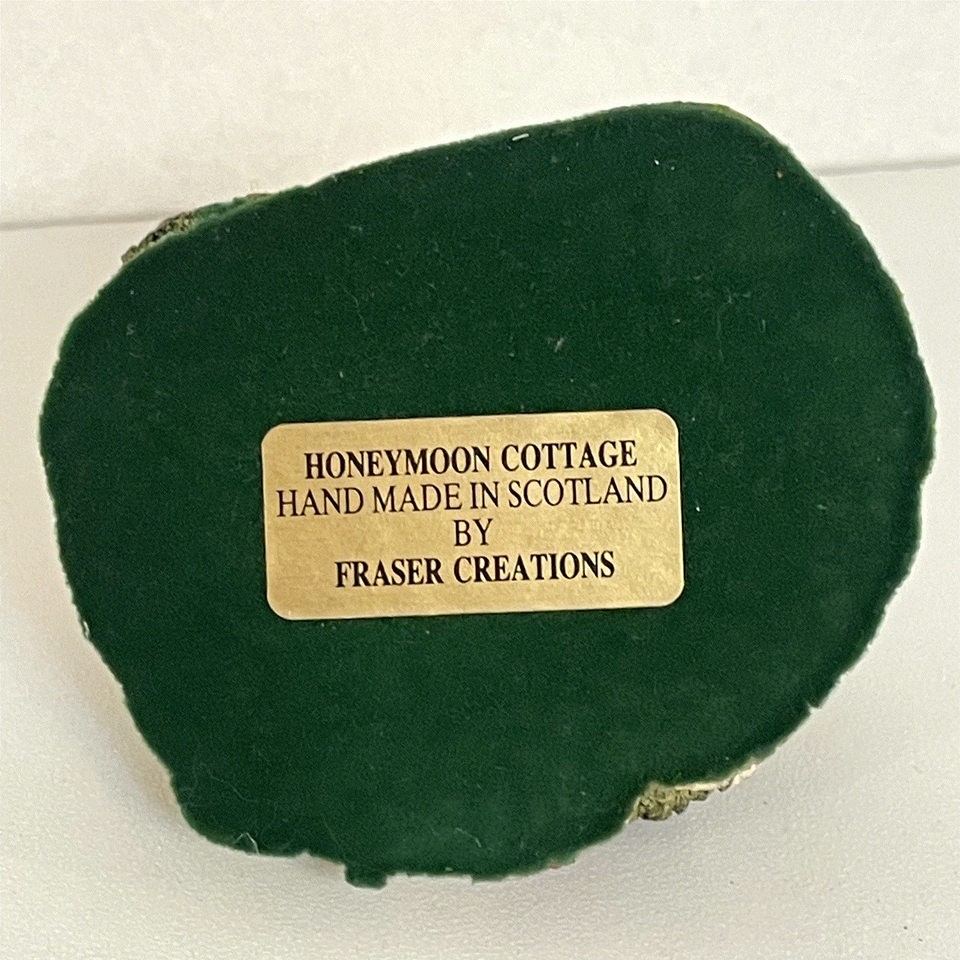 HONEYMOON COTTAGE
HAND MADE IN SCOTLAND
BY
FRASER CREATIONS